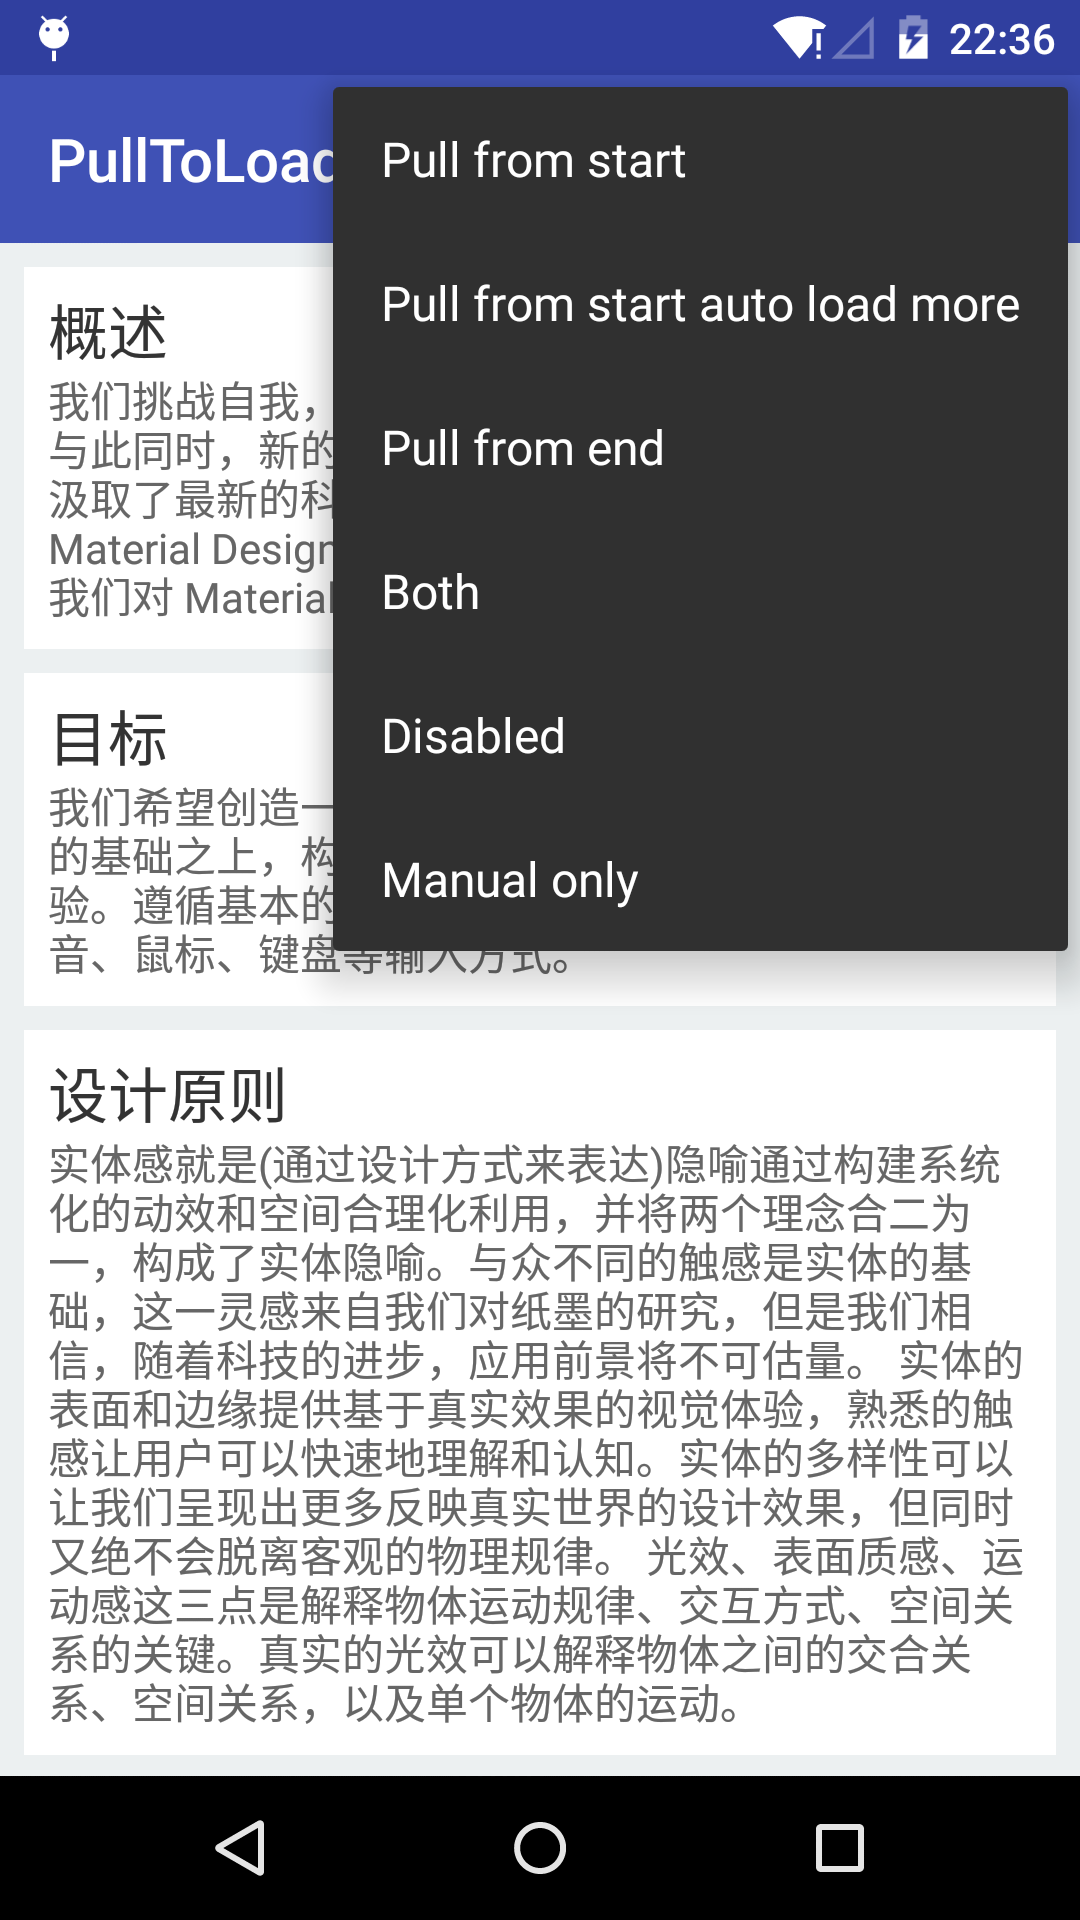 22:36
PullToLoad
Pull from start
Pull from start auto load more
Pull from end
Both
Disabled
Manual only
概述
我们挑战自我，
与此同时，新的
汲取了最新的科
Material Design
我们对 Material
目标
我们希望创造一
的基础之上，构
验。遵循基本的
音、鼠标、键盘等输入方式。
设计原则
实体感就是(通过设计方式来表达)隐喻通过构建系统
化的动效和空间合理化利用，并将两个理念合二为
一，构成了实体隐喻。与众不同的触感是实体的基
础，这一灵感来自我们对纸墨的研究，但是我们相
信，随着科技的进步，应用前景将不可估量。 实体的
表面和边缘提供基于真实效果的视觉体验，熟悉的触
感让用户可以快速地理解和认知。实体的多样性可以
让我们呈现出更多反映真实世界的设计效果，但同时
又绝不会脱离客观的物理规律。 光效、表面质感、运
动感这三点是解释物体运动规律、交互方式、空间关
系的关键。真实的光效可以解释物体之间的交合关
系、空间关系，以及单个物体的运动。